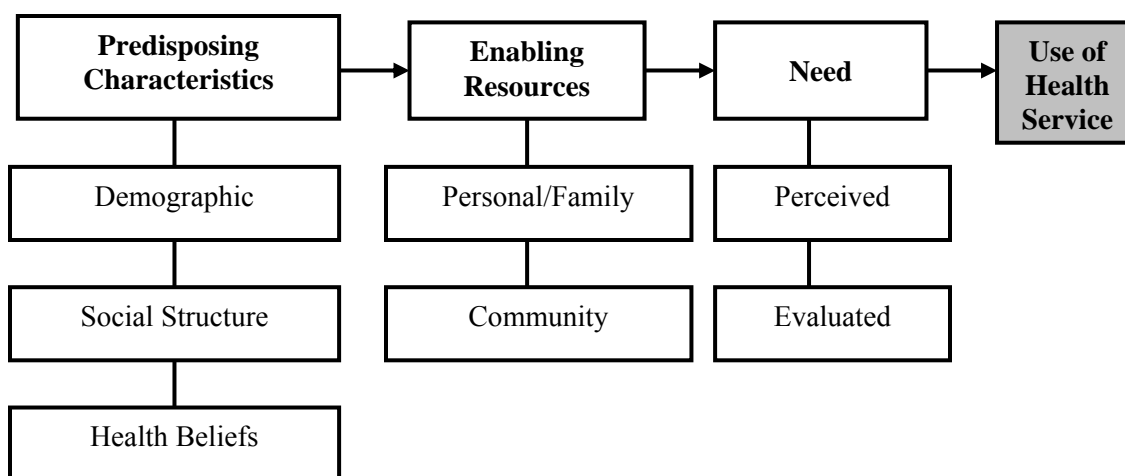 Predisposing
Characteristics
Enabling
Resources
Need
Use of
Health
Service
Demographic
Personal/Family
Perceived
Social Structure
Community
Evaluated
Health Beliefs